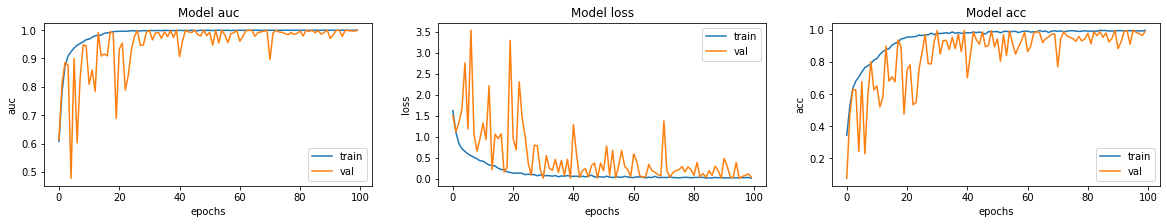 Model auc
auc
1.0
0.9
0.8
0.7
0.6
0.5
0 20 40 60 80 100
epochs
train
val
Model loss
loss
3.5
3.0
2.5
2.0
1.5
1.0
0.5
0.0
0 20 40 60 80 100
epochs
train
val
Model acc
acc
1.0
0.8
0.6
0.4
0.2
0 20 40 60 80 100
epochs
train
val